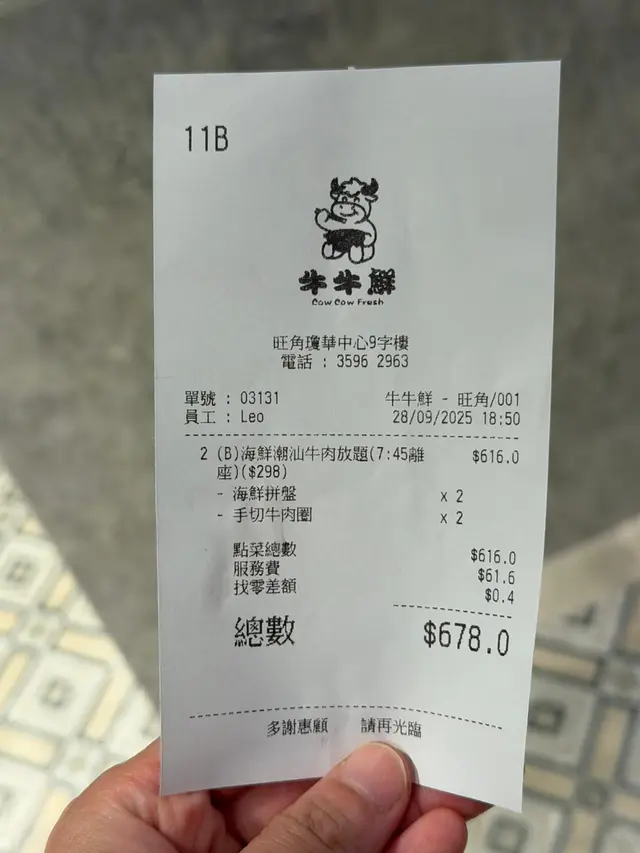 11B
牛牛鮮
Cow Cow Fresh
旺角瓊華中心9字樓
電話 : 3596 2963
單號 : 03131 牛牛鮮 - 旺角/001
員工 : Leo 28/09/2025 18:50
2 (B)海鮮潮汕牛肉放題(7:45離 $616.0
座)($298)
- 海鮮拼盤 x 2
- 手切牛肉圈 x 2
點菜總數 $616.0
服務費 $61.6
找零差額 $0.4
總數 $678.0
多謝惠顧 請再光臨